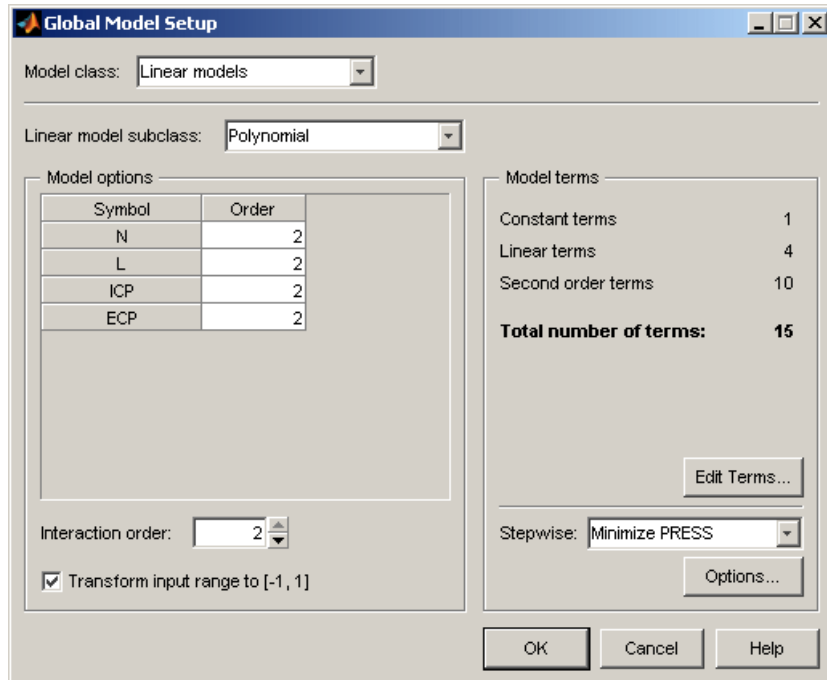 Global Model Setup
Model class: Linear models
Linear model subclass: Polynomial
Model options
Symbol Order
N 2
L 2
ICP 2
ECP 2
Interaction order: 2
Transform input range to [-1, 1]
Model terms
Constant terms 1
Linear terms 4
Second order terms 10
Total number of terms: 15
Edit Terms...
Stepwise: Minimize PRESS
Options...
OK Cancel Help